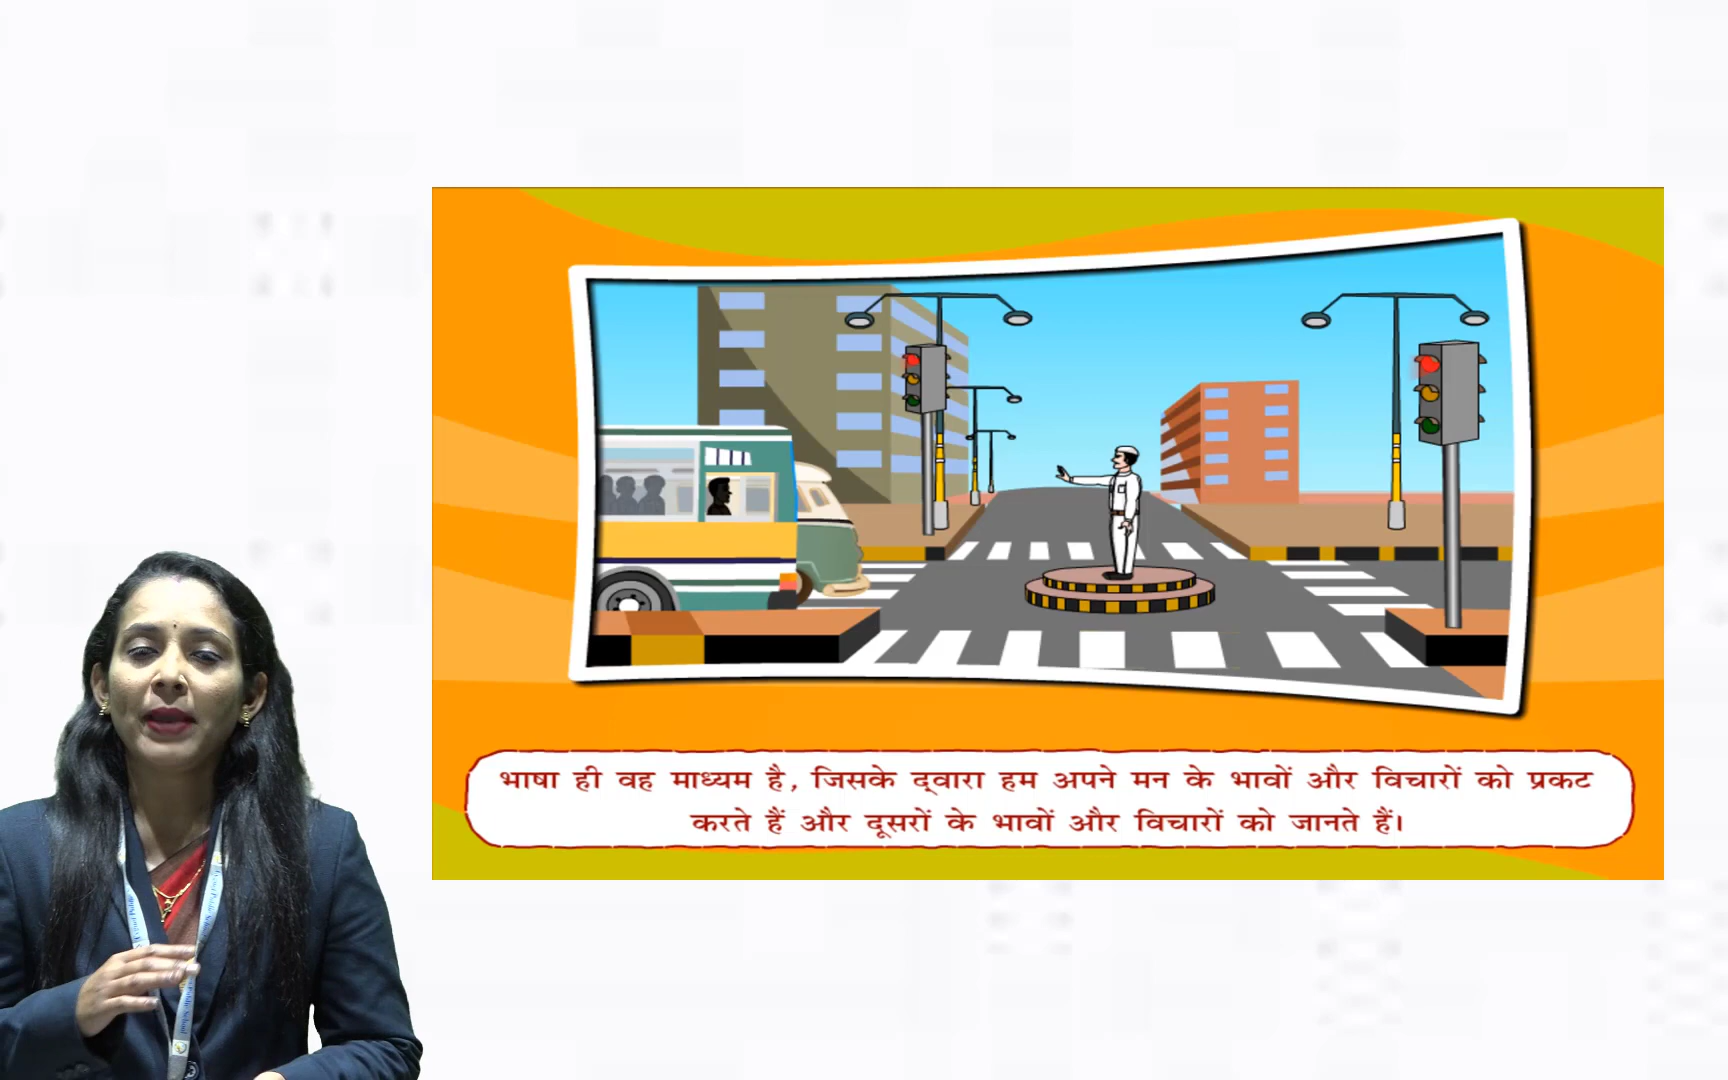 भाषा ही वह माध्यम है, जिसके द्‌वारा हम अपने मन के भावों और विचारों को प्रकट
करते हैं और दूसरों के भावों और विचारों को जानते हैं।